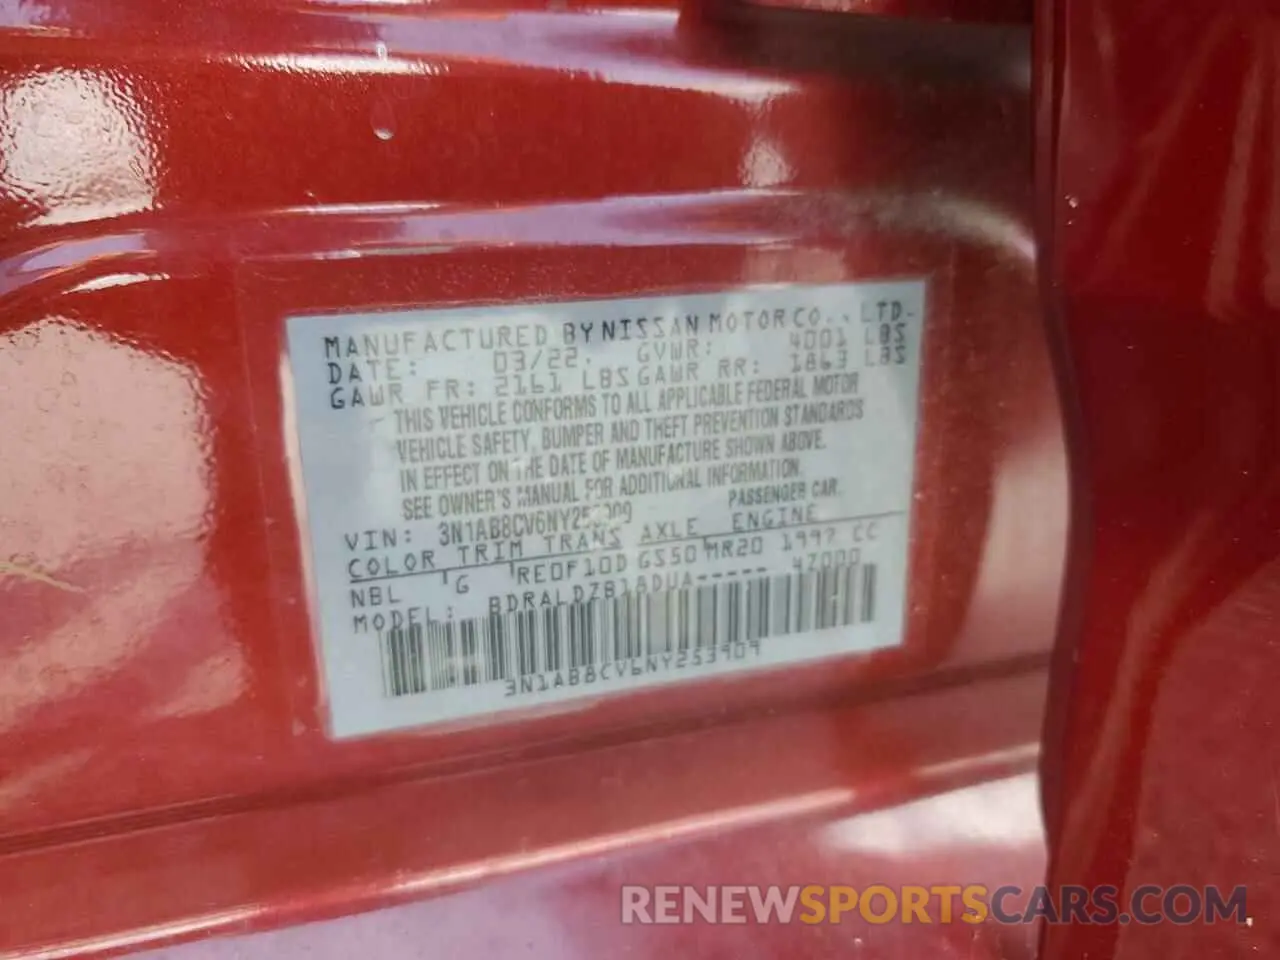 MANUFACTURED BY NISSAN MOTOR CO., LTD.
DATE: 03/22. GVWR: 4001 LBS
GAWR FR: 2161 LBS GAWR RR: 1863 LBS
THIS VEHICLE CONFORMS TO ALL APPLICABLE FEDERAL MOTOR
VEHICLE SAFETY, BUMPER AND THEFT PREVENTION STANDARDS
IN EFFECT ON THE DATE OF MANUFACTURE SHOWN ABOVE.
SEE OWNER'S MANUAL FOR ADDITIONAL INFORMATION.
VIN: 3N1AB8CV6NY253909 PASSENGER CAR.
COLOR TRIM TRANS AXLE ENGINE
NBL G RE0F10D GS50 MR20 1997 CC
MODEL: BDRALDZB18DUA----- 47000
3N1AB8CV6NY253909
RENEWSPORTSCARS.COM